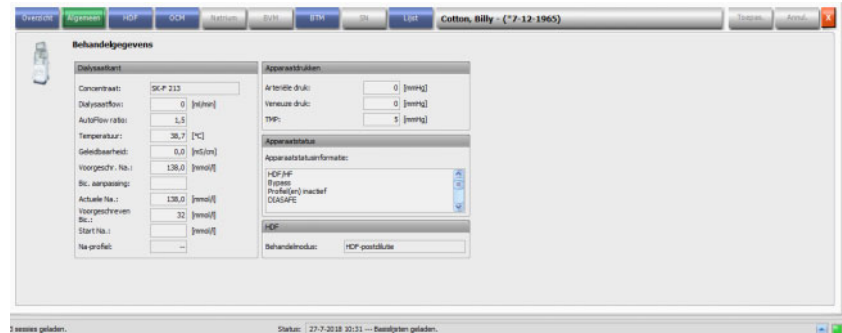 Overzicht Algemeen HDF OCM Natrium BVM BTM SN Lijst Cotton, Billy - (*7-12-1965) Toepas. Annul. X
Behandelgegevens
Dialysaatkant
Concentraat: SK-F 213
Dialysaatflow: 0 [ml/min]
AutoFlow ratio: 1,5
Temperatuur: 38,7 [°C]
Geleidbaarheid: 0,0 [mS/cm]
Voorgeschr. Na.: 138,0 [mmol/l]
Bic. aanpassing:
Actuele Na.: 138,0 [mmol/l]
Voorgeschreven
Bic.: 32 [mmol/l]
Start Na.: [mmol/l]
Na-profiel: --
Apparaatdrukken
Arteriële druk: 0 [mmHg]
Veneuze druk: 0 [mmHg]
TMP: 5 [mmHg]
Apparaatstatus
Apparaatstatusinformatie:
HDF/HF
Bypass
Profiel(en) inactief
DIASAFE
HDF
Behandelmodus: HDF-postdilutie
0 sessies geladen. Status: 27-7-2018 10:31 --- Basislijsten geladen.